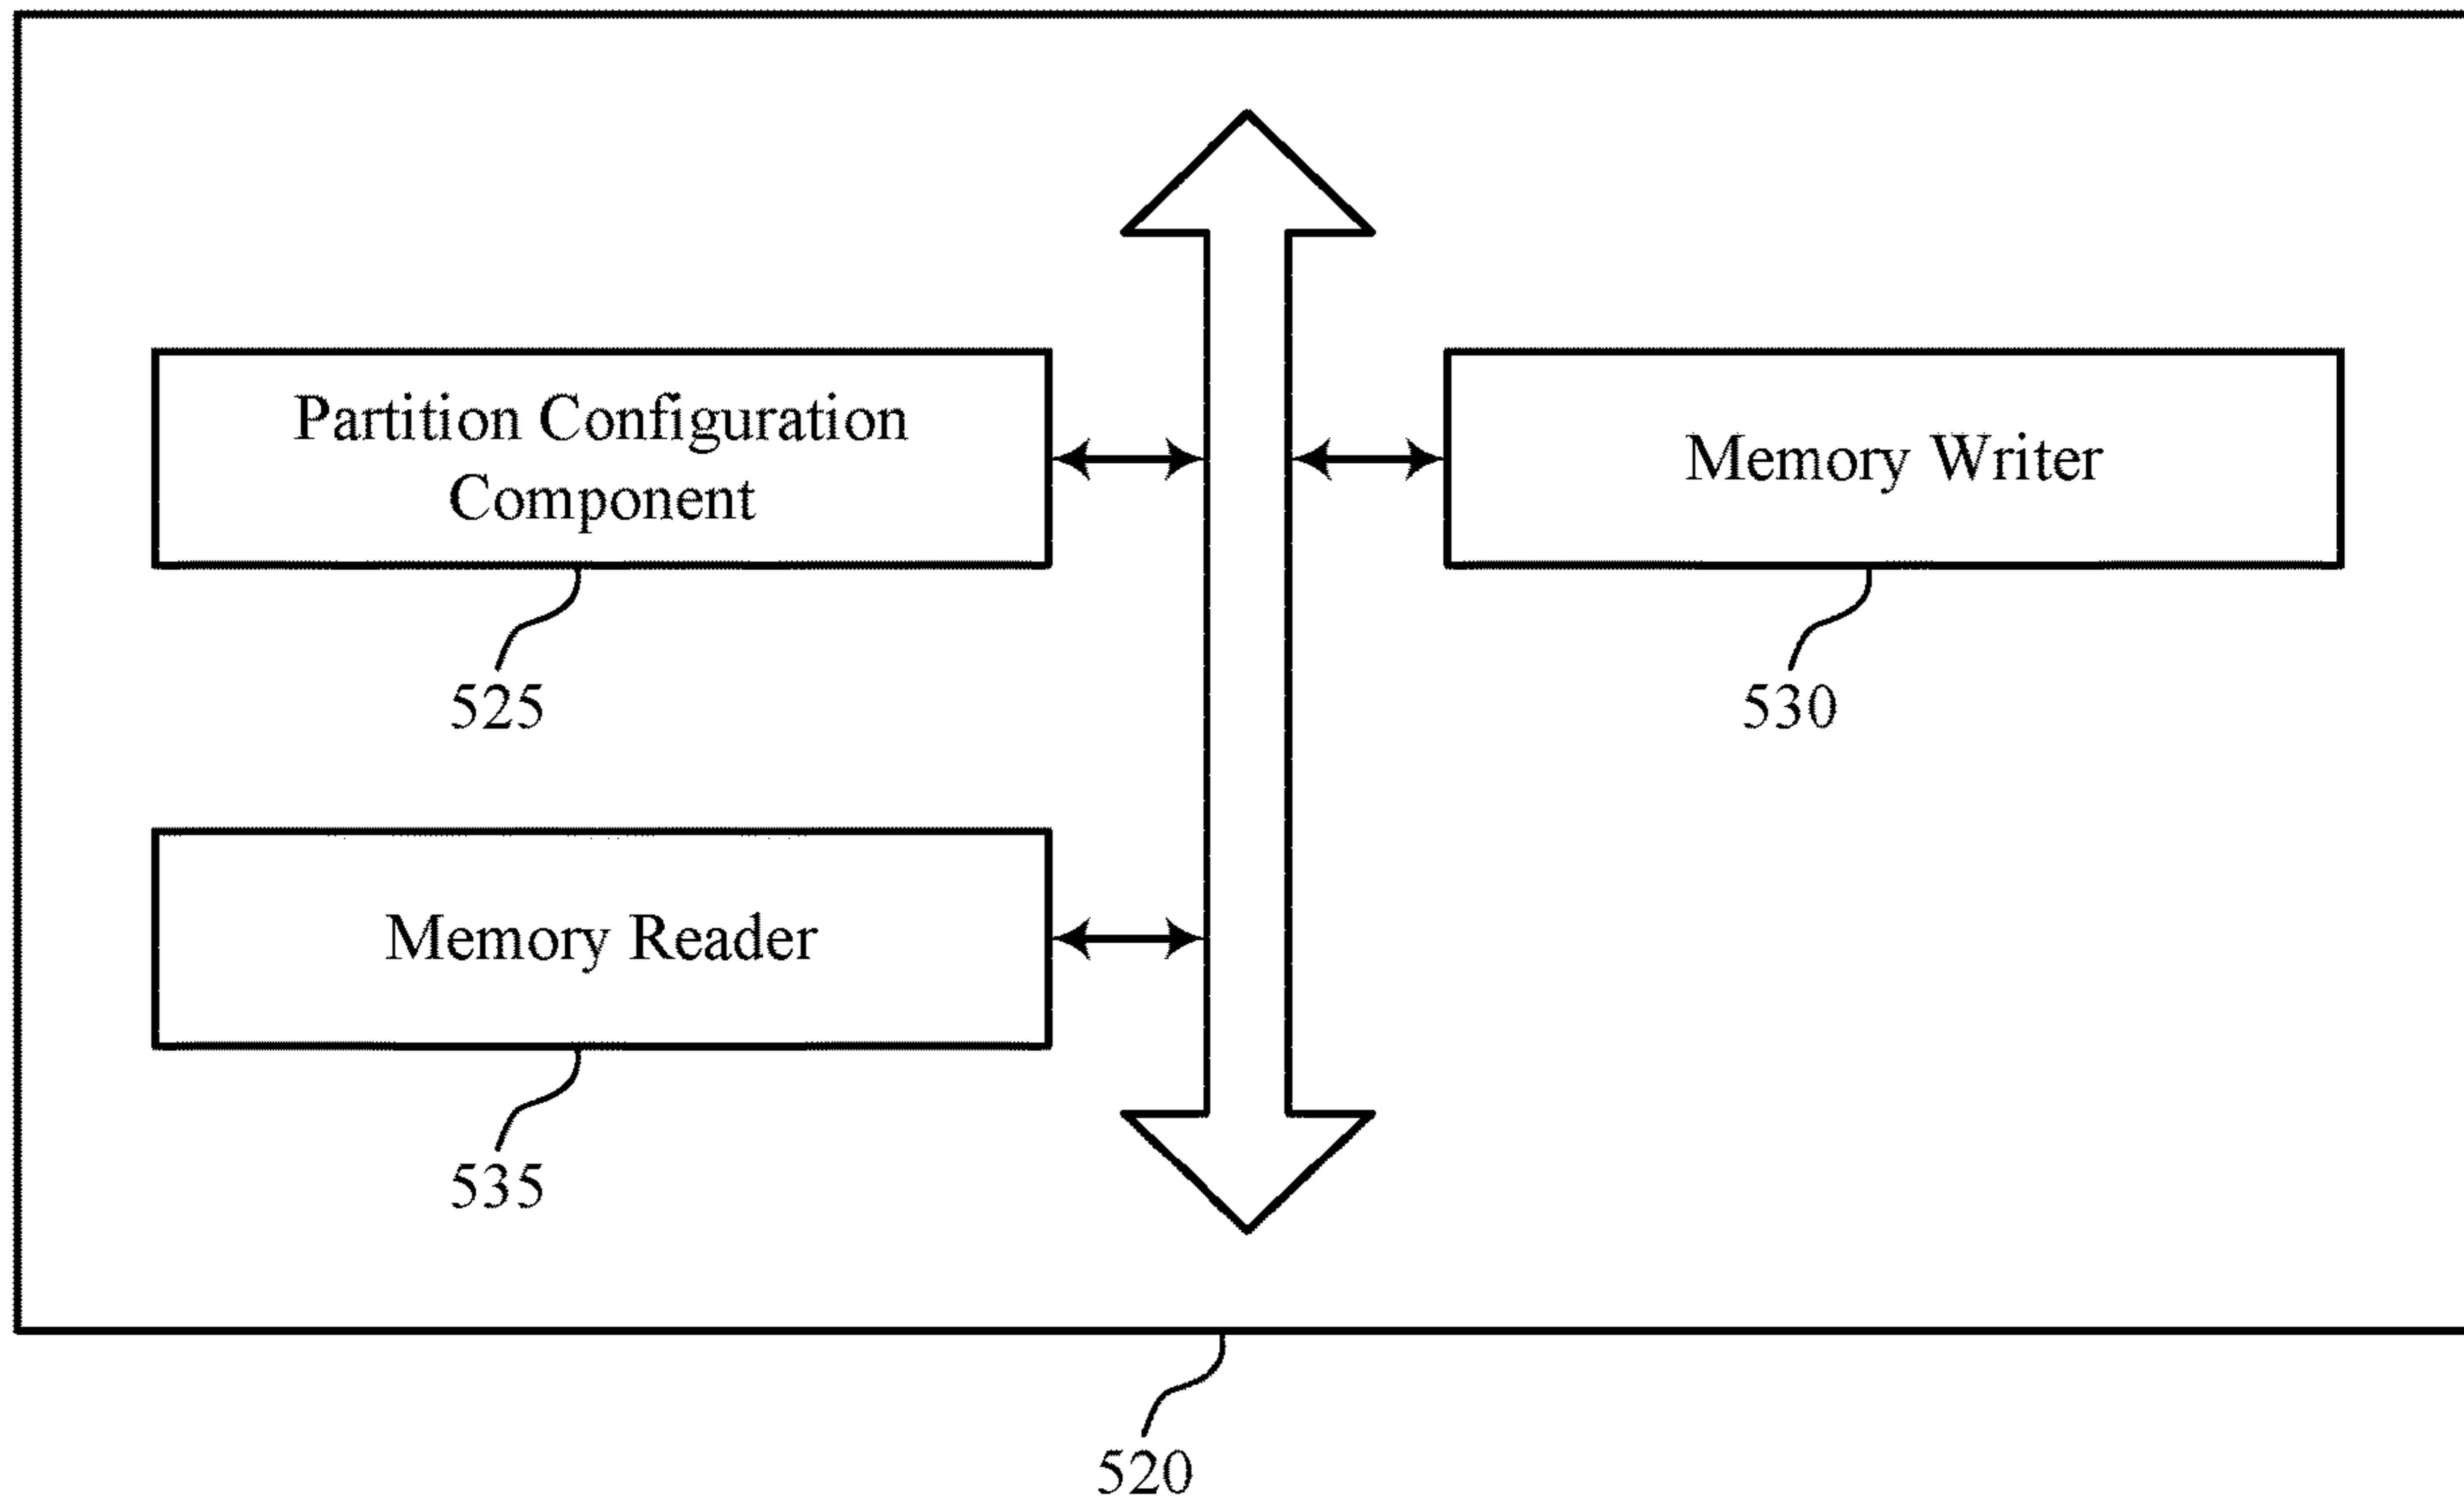 Partition Configuration
Component
Memory Writer
525
530
Memory Reader
535
520